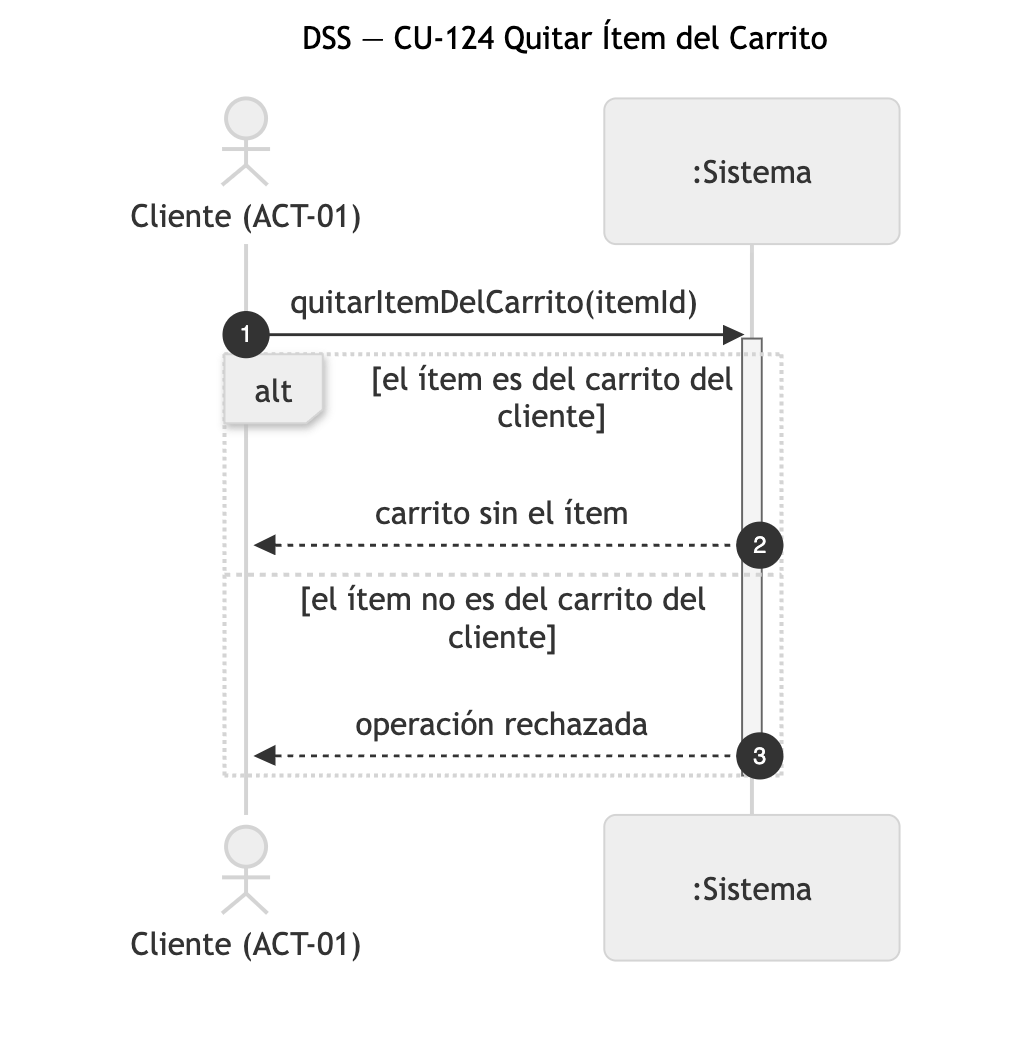 DSS — CU-124 Quitar Ítem del Carrito
:Sistema
Cliente (ACT-01)
quitarItemDelCarrito(itemId)
1
alt
[el ítem es del carrito del
cliente]
carrito sin el ítem
2
[el ítem no es del carrito del
cliente]
operación rechazada
3
:Sistema
Cliente (ACT-01)